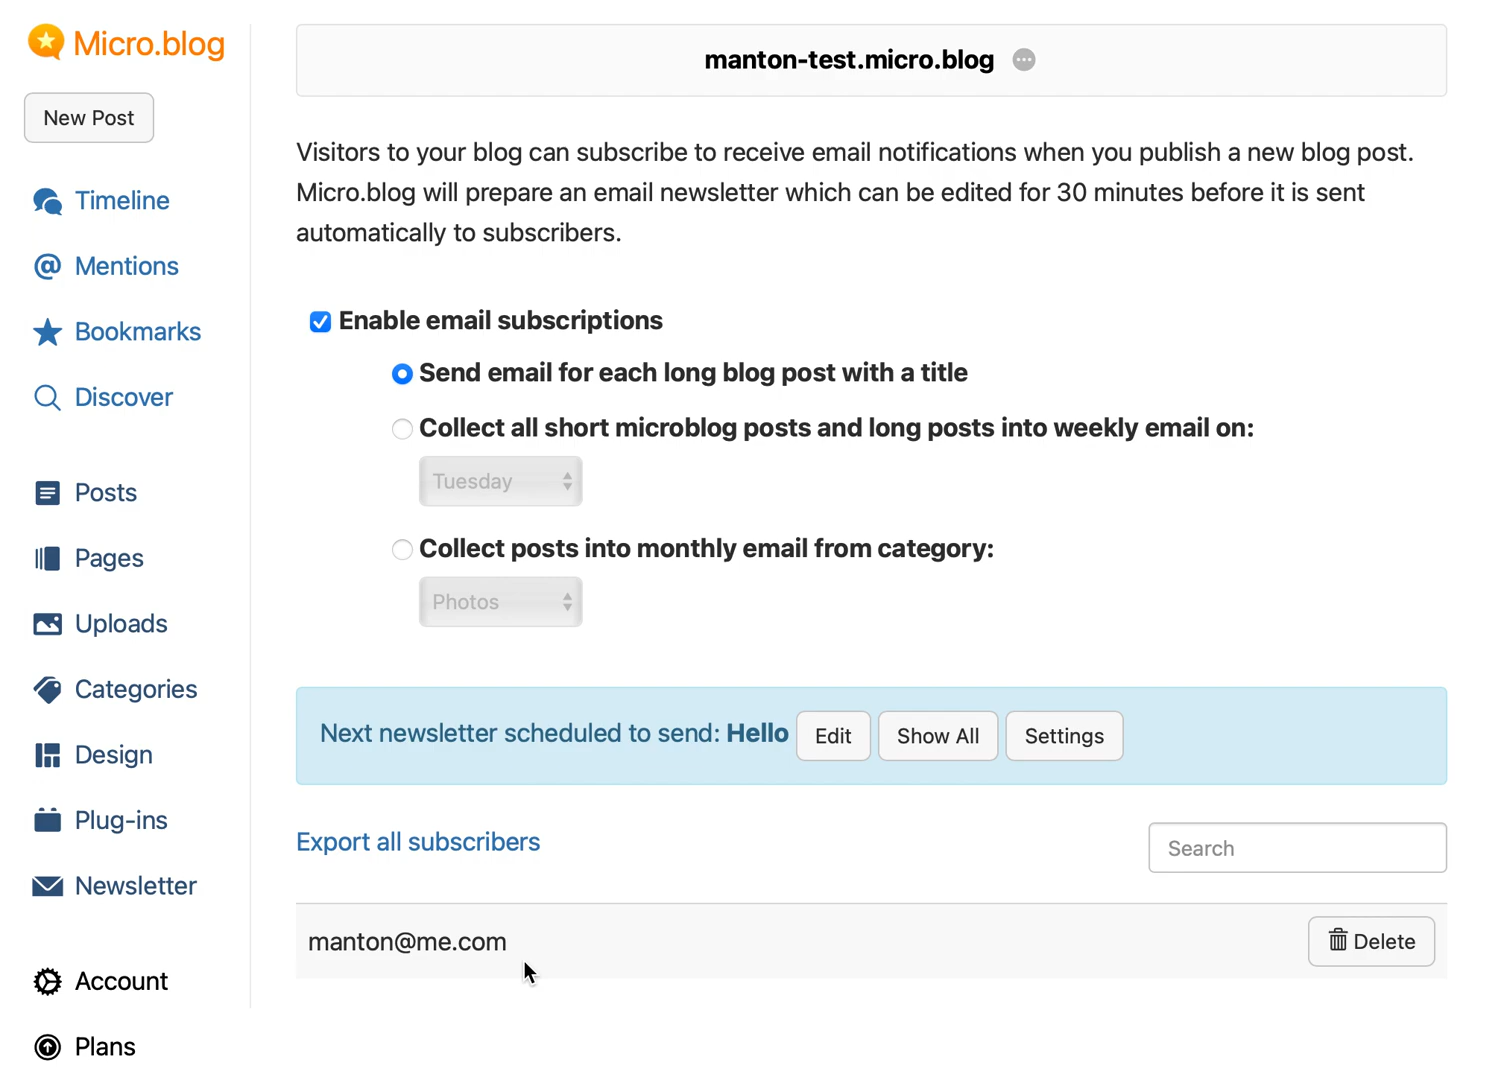 Micro.blog
New Post
Timeline
Mentions
Bookmarks
Discover
Posts
Pages
Uploads
Categories
Design
Plug-ins
Newsletter
Account
Plans
manton-test.micro.blog
Visitors to your blog can subscribe to receive email notifications when you publish a new blog post.
Micro.blog will prepare an email newsletter which can be edited for 30 minutes before it is sent
automatically to subscribers.
Enable email subscriptions
Send email for each long blog post with a title
Collect all short microblog posts and long posts into weekly email on:
Tuesday
Collect posts into monthly email from category:
Photos
Next newsletter scheduled to send: Hello Edit Show All Settings
Export all subscribers Search
manton@me.com Delete